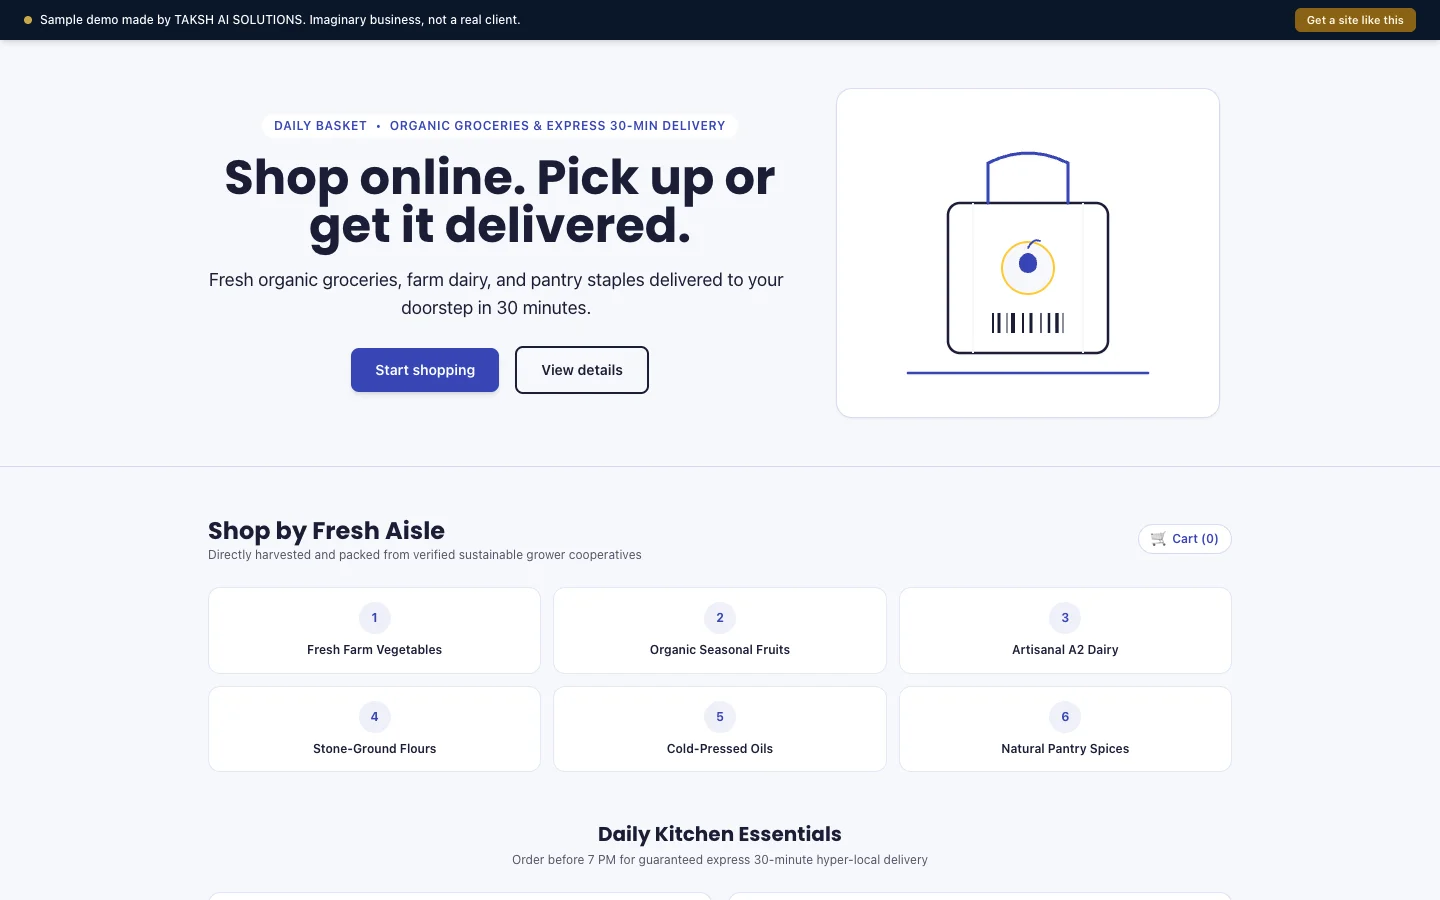 Sample demo made by TAKSH AI SOLUTIONS. Imaginary business, not a real client.
Get a site like this
DAILY BASKET • ORGANIC GROCERIES & EXPRESS 30-MIN DELIVERY
Shop online. Pick up or
get it delivered.
Fresh organic groceries, farm dairy, and pantry staples delivered to your
doorstep in 30 minutes.
Start shopping
View details
Shop by Fresh Aisle
Directly harvested and packed from verified sustainable grower cooperatives
Cart (0)
1
Fresh Farm Vegetables
2
Organic Seasonal Fruits
3
Artisanal A2 Dairy
4
Stone-Ground Flours
5
Cold-Pressed Oils
6
Natural Pantry Spices
Daily Kitchen Essentials
Order before 7 PM for guaranteed express 30-minute hyper-local delivery